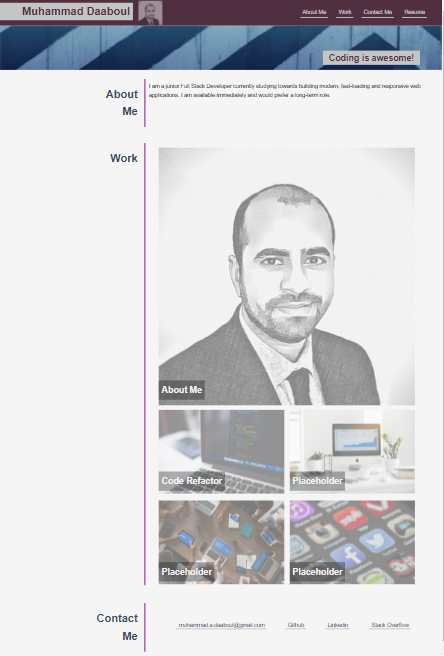 Muhammad Daaboul
About Me Work Contact Me Resume
Coding is awesome!
About
Me
I am a junior Full Stack Developer currently studying towards building modern, fast-loading and responsive web
applications. I am available immediately and would prefer a long-term role.
Work
About Me
Code Refactor
Placeholder
Placeholder
Placeholder
Contact
Me
muhammad.a.daaboul@gmail.com Github Linkedin Stack Overflow